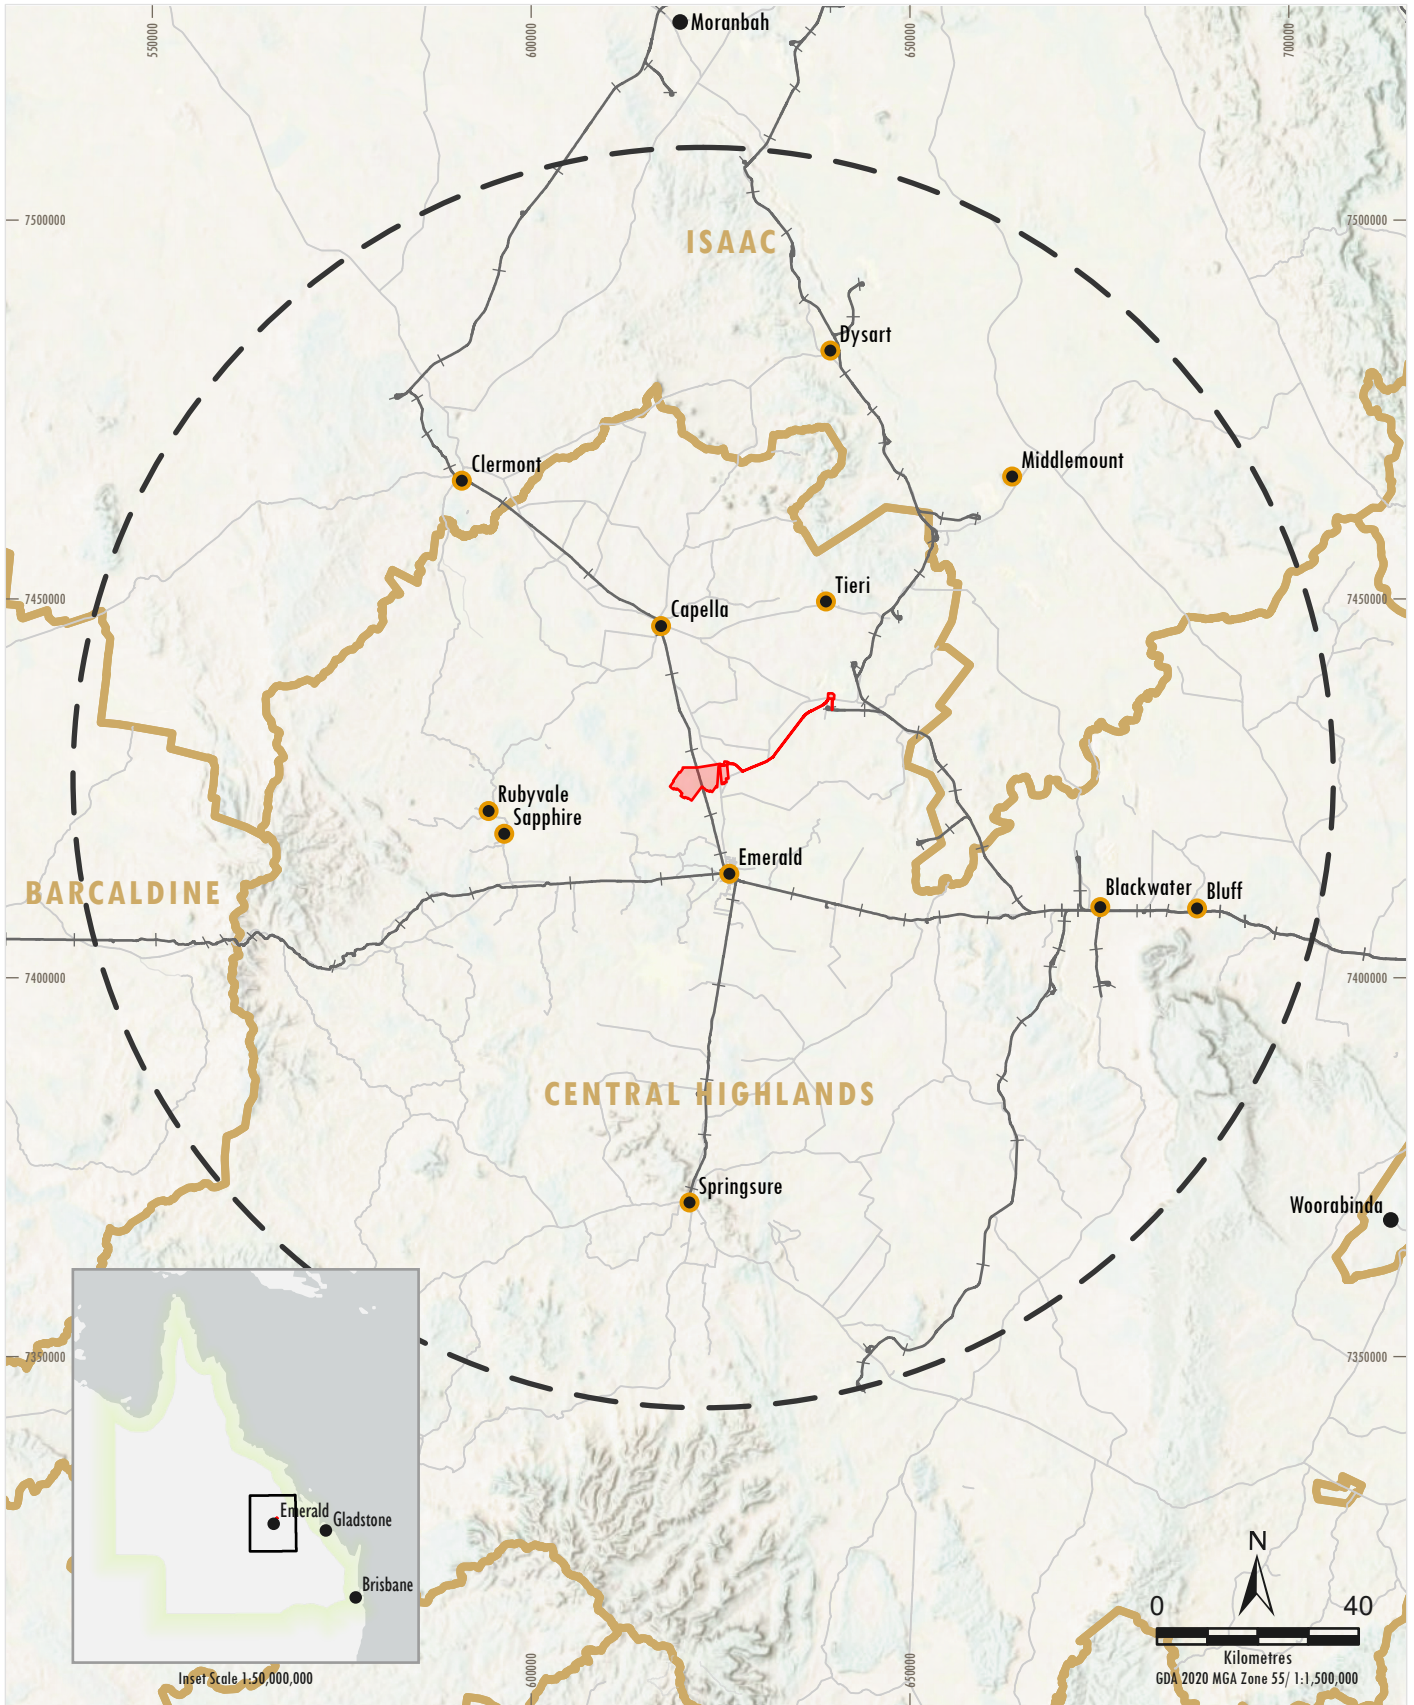 550000
600000
650000
700000
Moranbah
7500000
7500000
ISAAC
Dysart
Clermont
Middlemount
Tieri
7450000
7450000
Capella
Rubyvale
Sapphire
Emerald
BARCALDINE
Blackwater
Bluff
7400000
7400000
CENTRAL HIGHLANDS
Springsure
Woorabinda
7350000
7350000
Emerald
Gladstone
Brisbane
Inset Scale 1:50,000,000
600000
650000
N
0 40
Kilometres
GDA 2020 MGA Zone 55/ 1:1,500,000